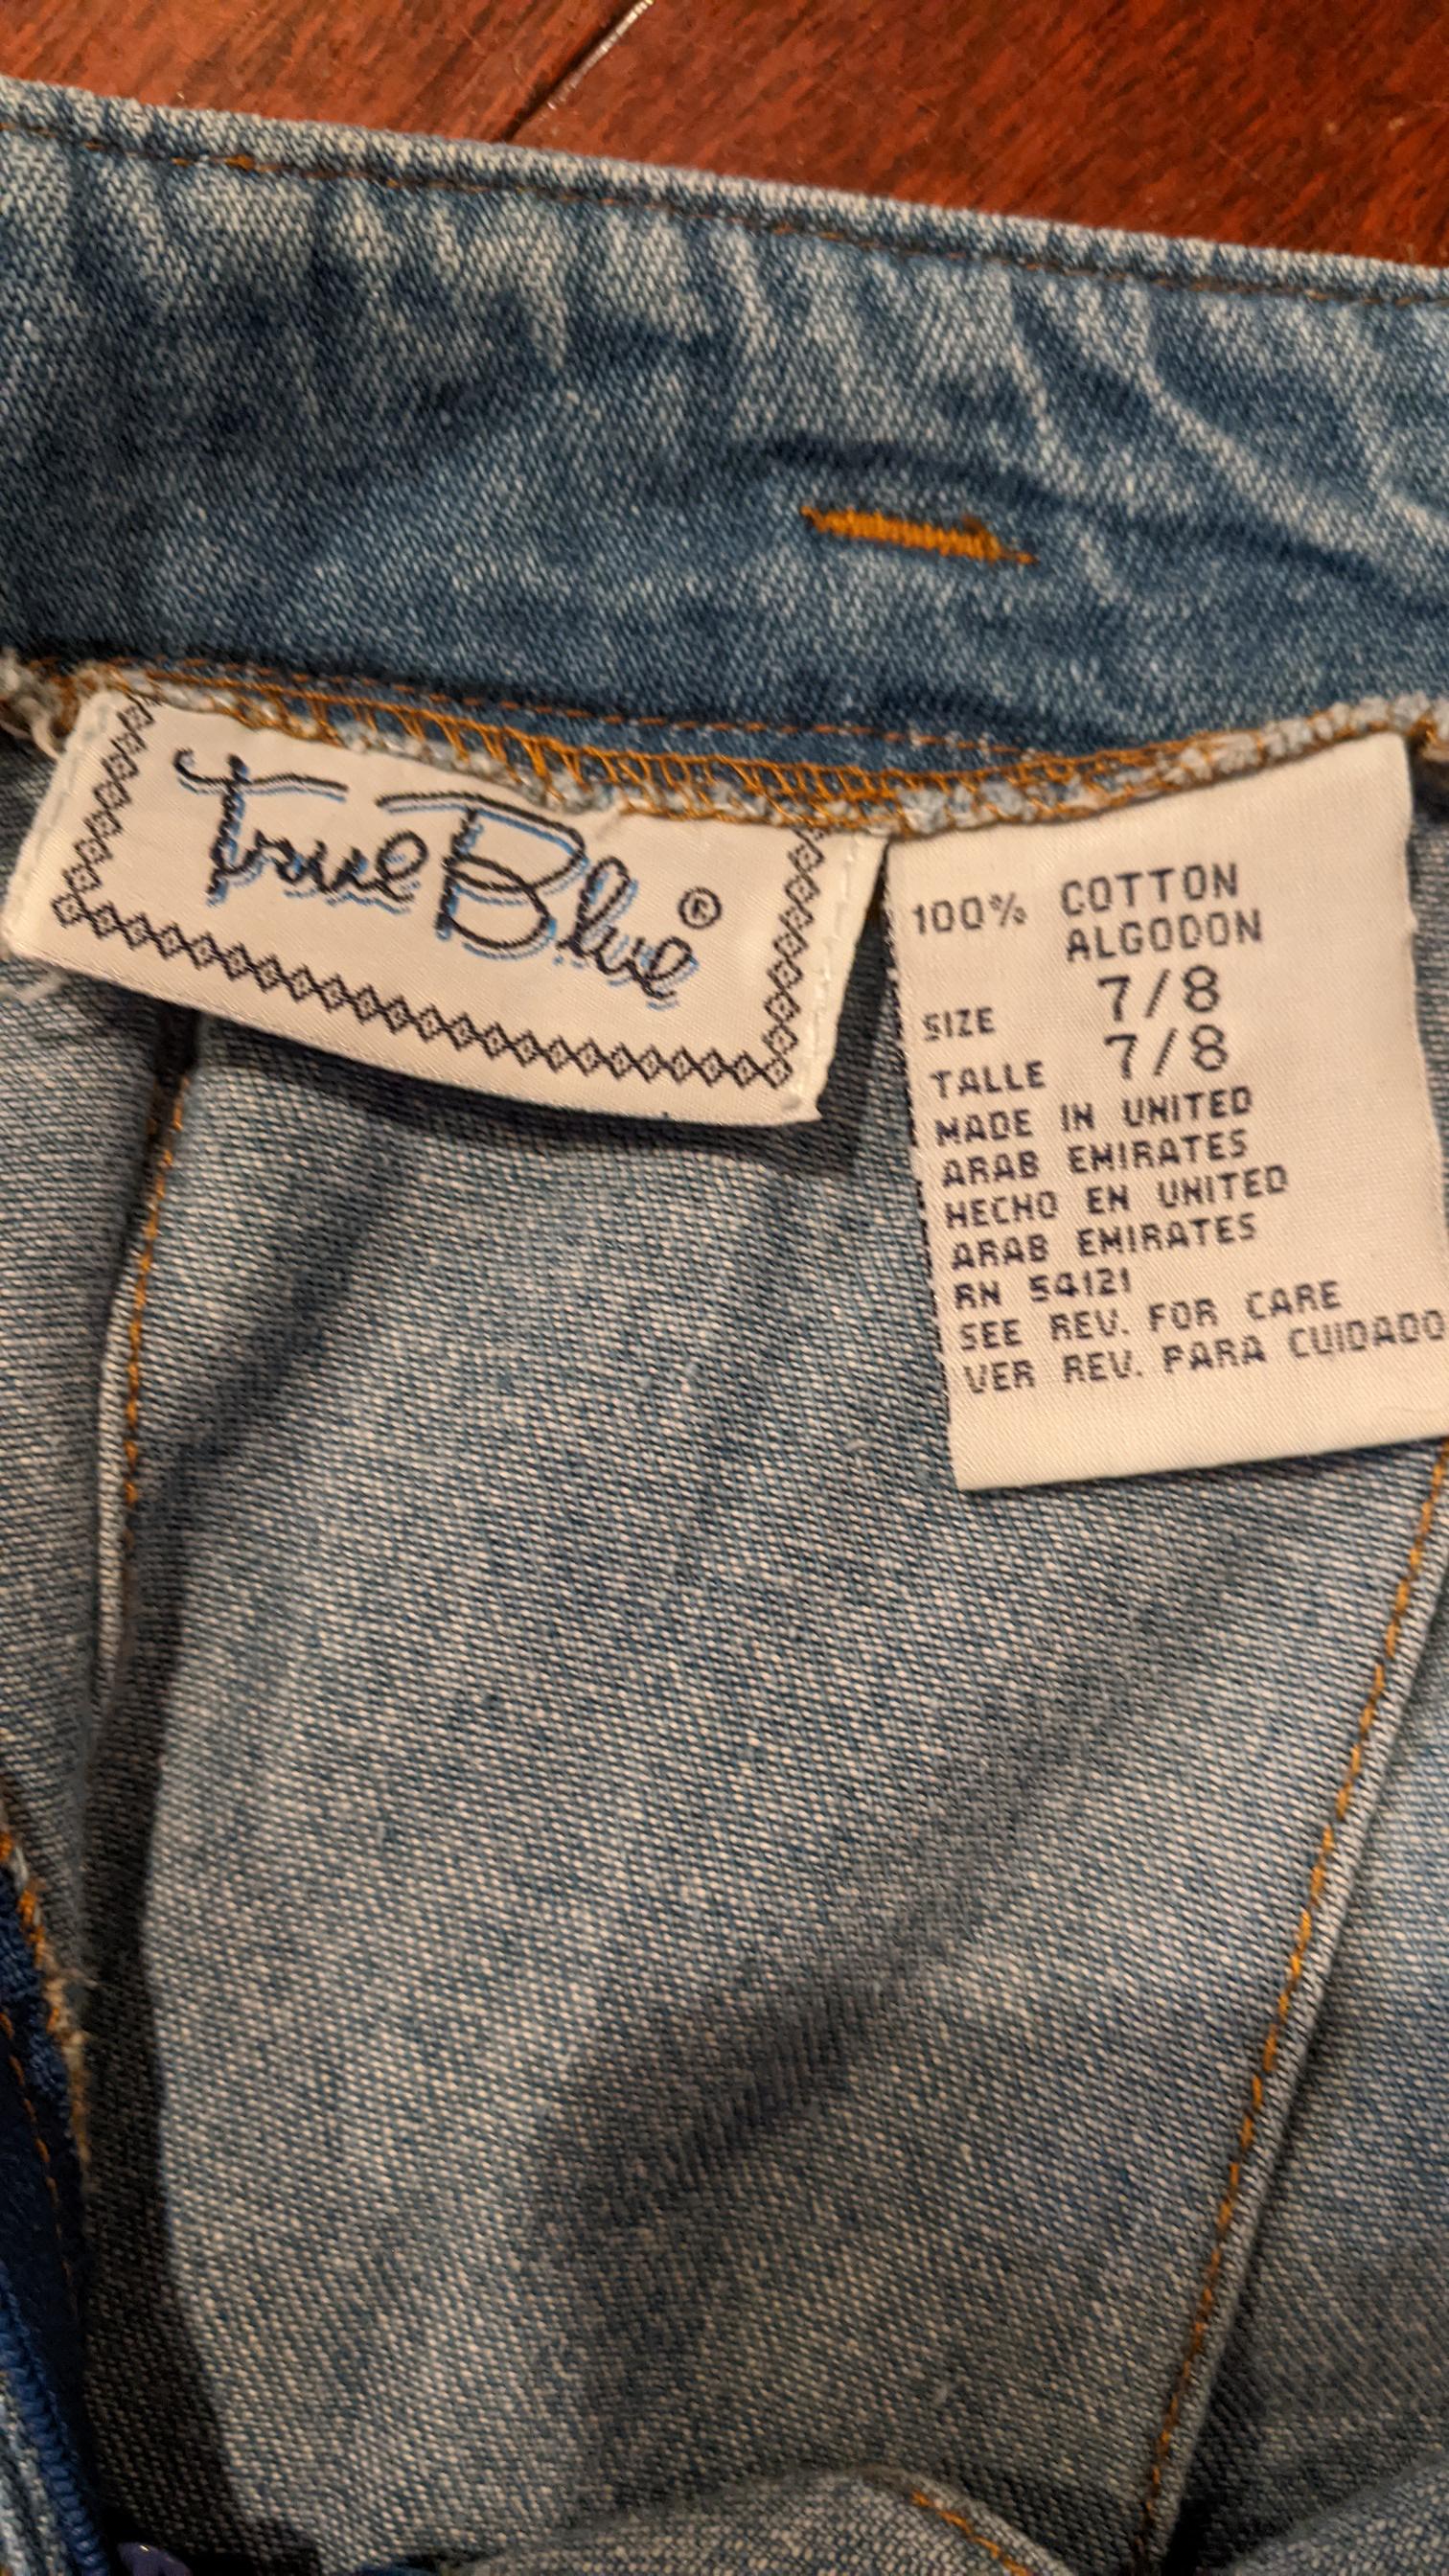 True Blue ®
100% COTTON
ALGODON
SIZE 7/8
TALLE 7/8
MADE IN UNITED
ARAB EMIRATES
HECHO EN UNITED
ARAB EMIRATES
RN 54121
SEE REV. FOR CARE
VER REV. PARA CUIDADO